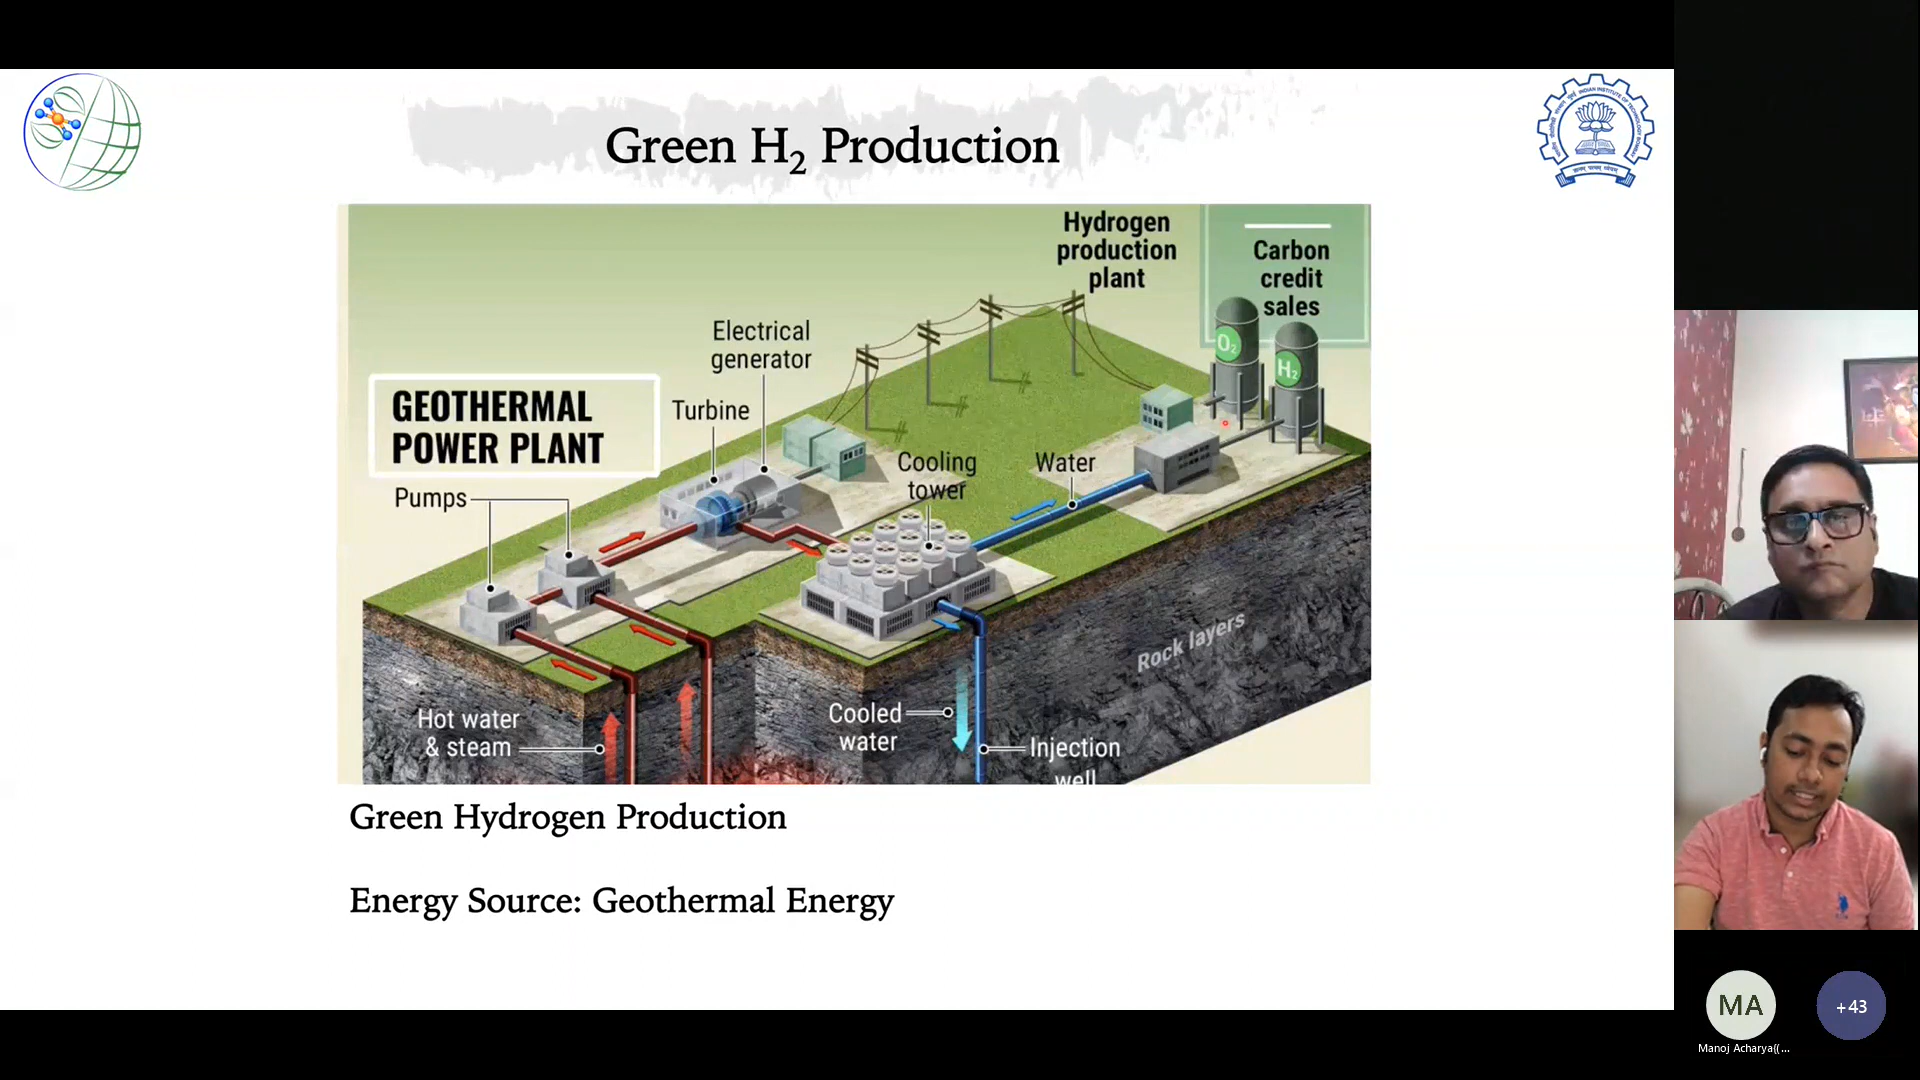 Green H₂ Production
Hydrogen
production
plant
Carbon
credit
sales
O₂
H₂
Electrical
generator
GEOTHERMAL
POWER PLANT
Turbine
Pumps
Cooling
tower
Water
Rock layers
Hot water
& steam
Cooled
water
Injection
well
Green Hydrogen Production
Energy Source: Geothermal Energy
MA
+43
Manoj Acharya((...